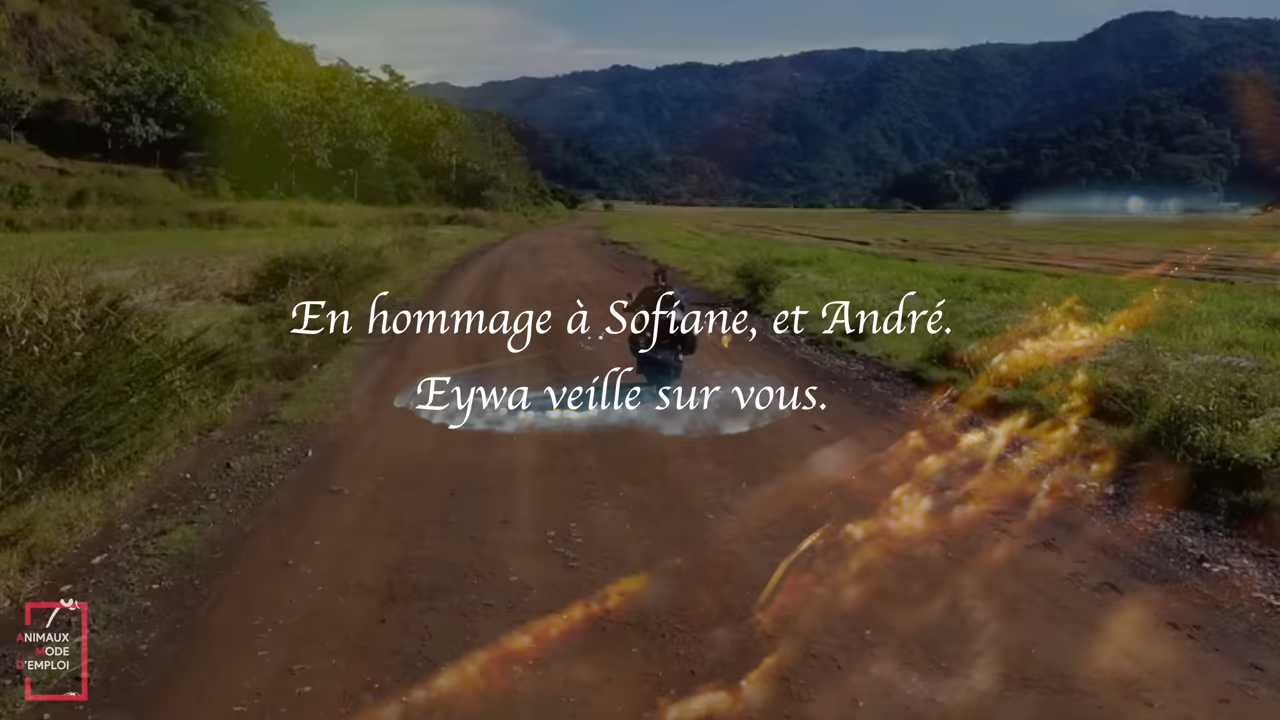 En hommage à Sofiane, et André.
Eywa veille sur vous.
ANIMAUX
MODE
D'EMPLOI